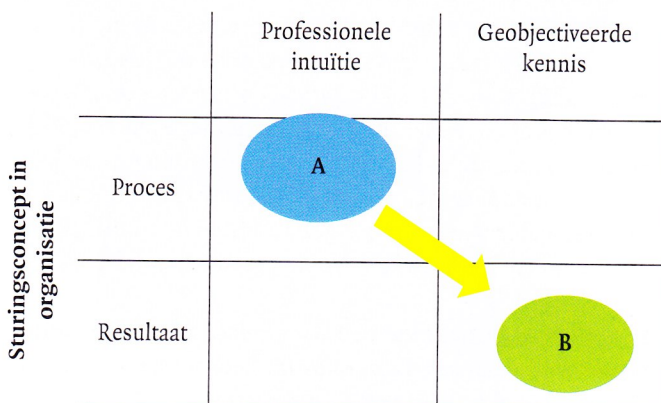 Professionele
intuïtie
Geobjectiveerde
kennis
Sturingsconcept in
organisatie
Proces
A
Resultaat
B